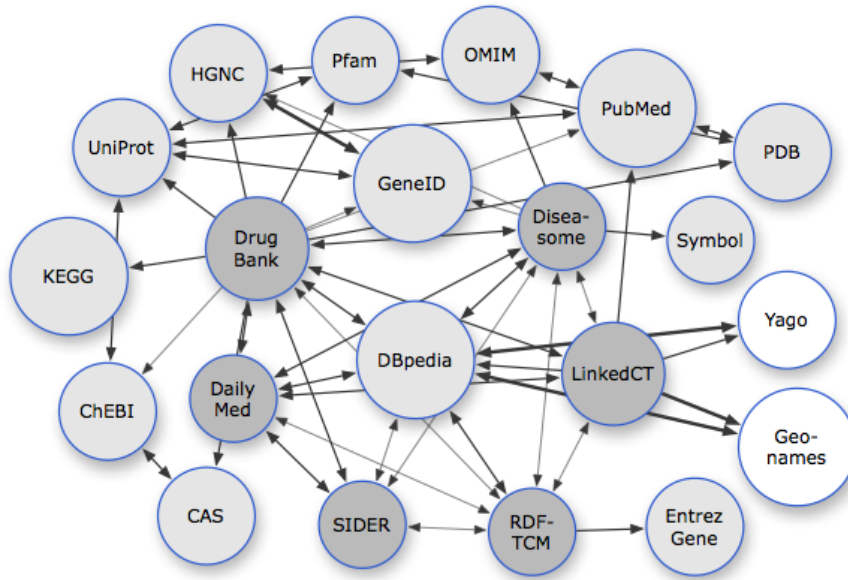 HGNC
Pfam
OMIM
PubMed
UniProt
GeneID
PDB
Drug
Bank
Disea-
some
Symbol
KEGG
Yago
DBpedia
LinkedCT
ChEBI
Daily
Med
Geo-
names
CAS
SIDER
RDF-
TCM
Entrez
Gene